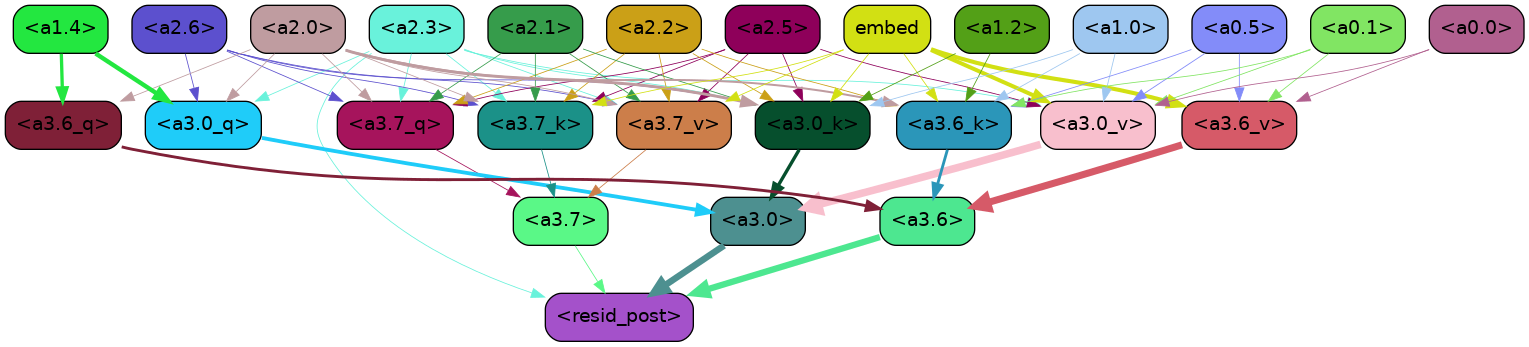 <a1.4> <a2.6> <a2.0> <a2.3> <a2.1> <a2.2> <a2.5> embed <a1.2> <a1.0> <a0.5> <a0.1> <a0.0>
<a3.6_q> <a3.0_q> <a3.7_q> <a3.7_k> <a3.7_v> <a3.0_k> <a3.6_k> <a3.0_v> <a3.6_v>
<a3.7> <a3.0> <a3.6>
<resid_post>